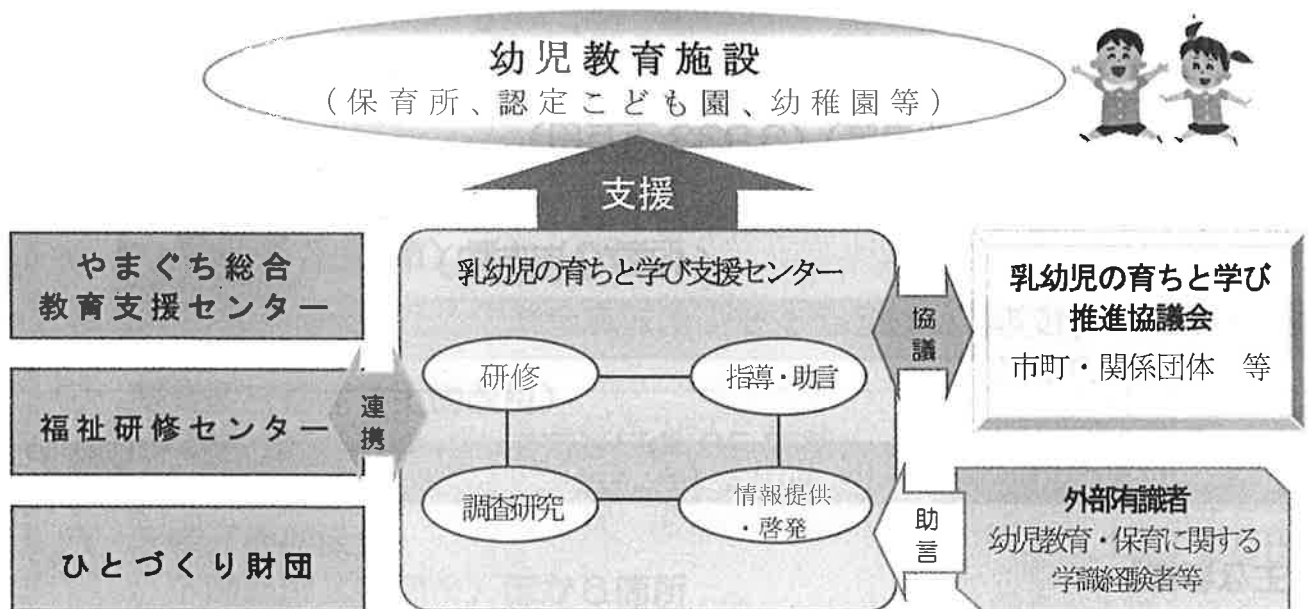 幼児教育施設
(保育所、認定こども園、幼稚園等)
支援
やまぐち総合
教育支援センター
福祉研修センター
ひとづくり財団
連携
乳幼児の育ちと学び支援センター
研修
指導・助言
調査研究
情報提供
・啓発
協議
乳幼児の育ちと学び
推進協議会
市町・関係団体 等
助言
外部有識者
幼児教育・保育に関する
学識経験者等